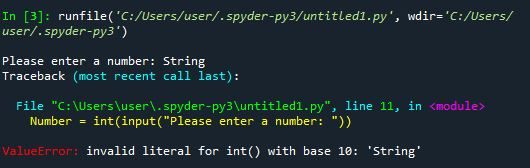 In [3]: runfile('C:/Users/user/.spyder-py3/untitled1.py', wdir='C:/Users/
user/.spyder-py3')
Please enter a number: String
Traceback (most recent call last):
File "C:\Users\user\.spyder-py3\untitled1.py", line 11, in <module>
Number = int(input("Please enter a number: "))
ValueError: invalid literal for int() with base 10: 'String'